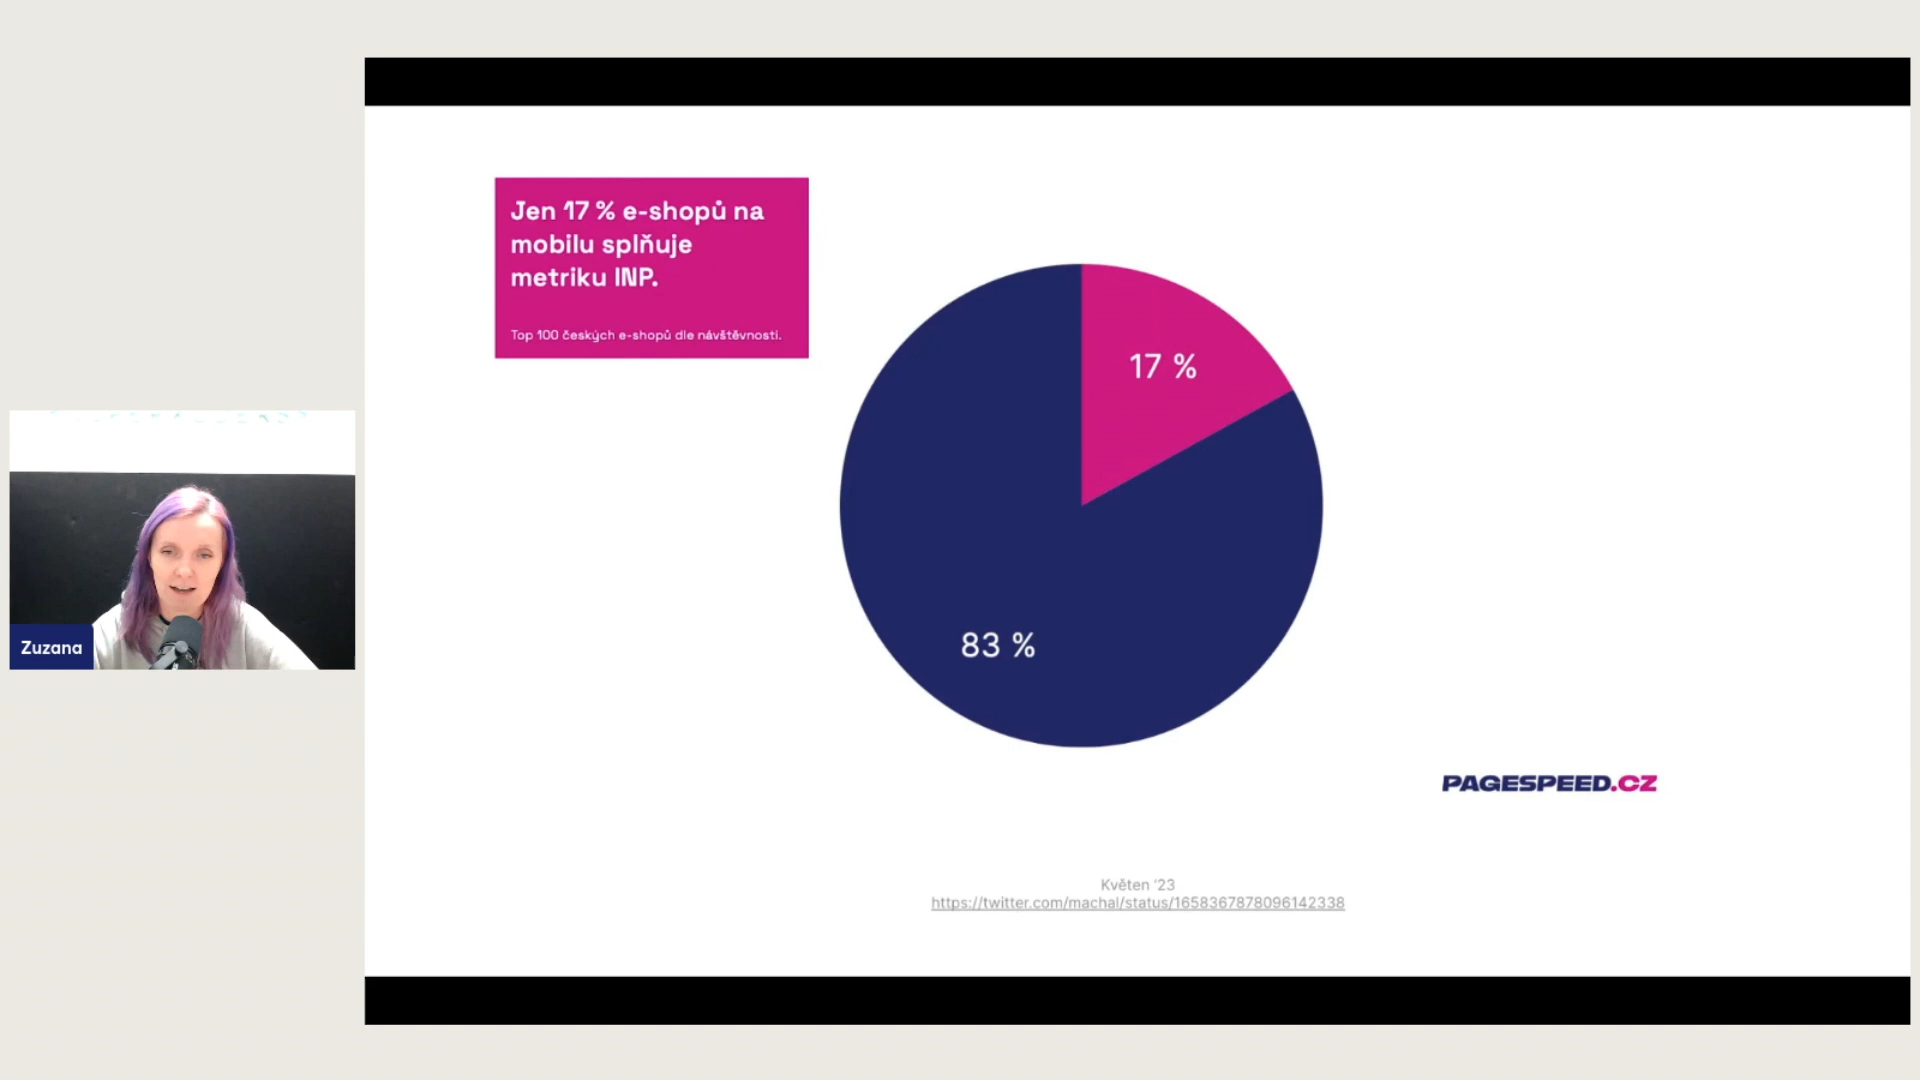 Jen 17 % e-shopů na
mobilu splňuje
metriku INP.
Top 100 českých e-shopů dle návštěvnosti.
17 %
83 %
Zuzana
PAGESPEED.CZ
Květen ‘23
https://twitter.com/machal/status/1658367878096142338